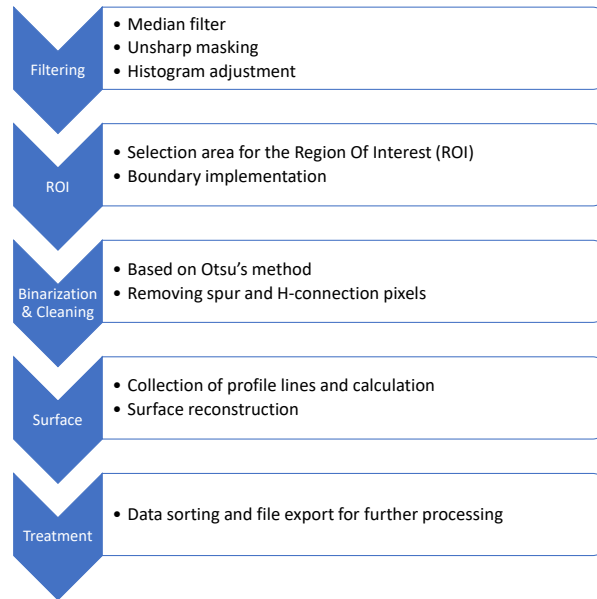 Filtering
• Median filter
• Unsharp masking
• Histogram adjustment
ROI
• Selection area for the Region Of Interest (ROI)
• Boundary implementation
Binarization
& Cleaning
• Based on Otsu’s method
• Removing spur and H-connection pixels
Surface
• Collection of profile lines and calculation
• Surface reconstruction
Treatment
• Data sorting and file export for further processing